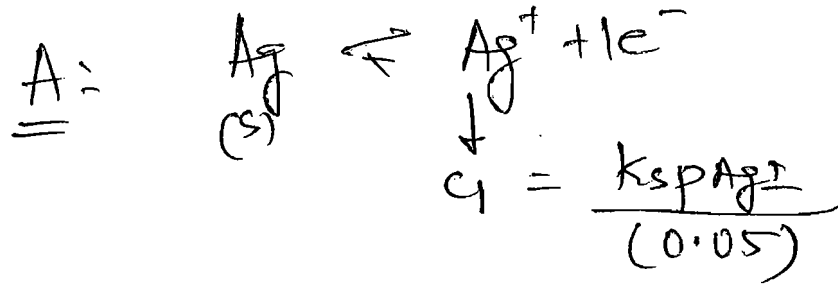 A: Ag ⇌ Ag⁺ + 1e⁻
(s) ↓
C₁ = KspAgI
(0.05)